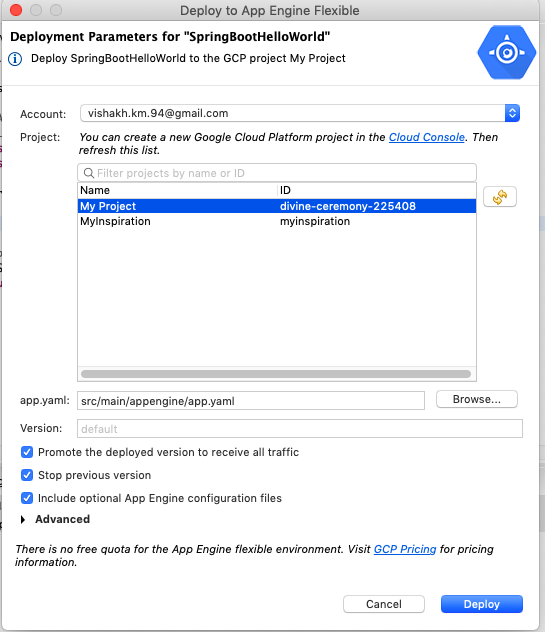 Deploy to App Engine Flexible
Deployment Parameters for "SpringBootHelloWorld"
Deploy SpringBootHelloWorld to the GCP project My Project
Account: vishakh.km.94@gmail.com
Project: You can create a new Google Cloud Platform project in the Cloud Console. Then
refresh this list.
Filter projects by name or ID
Name ID
My Project divine-ceremony-225408
MyInspiration myinspiration
app.yaml: src/main/appengine/app.yaml Browse...
Version: default
Promote the deployed version to receive all traffic
Stop previous version
Include optional App Engine configuration files
Advanced
There is no free quota for the App Engine flexible environment. Visit GCP Pricing for pricing
information.
Cancel Deploy